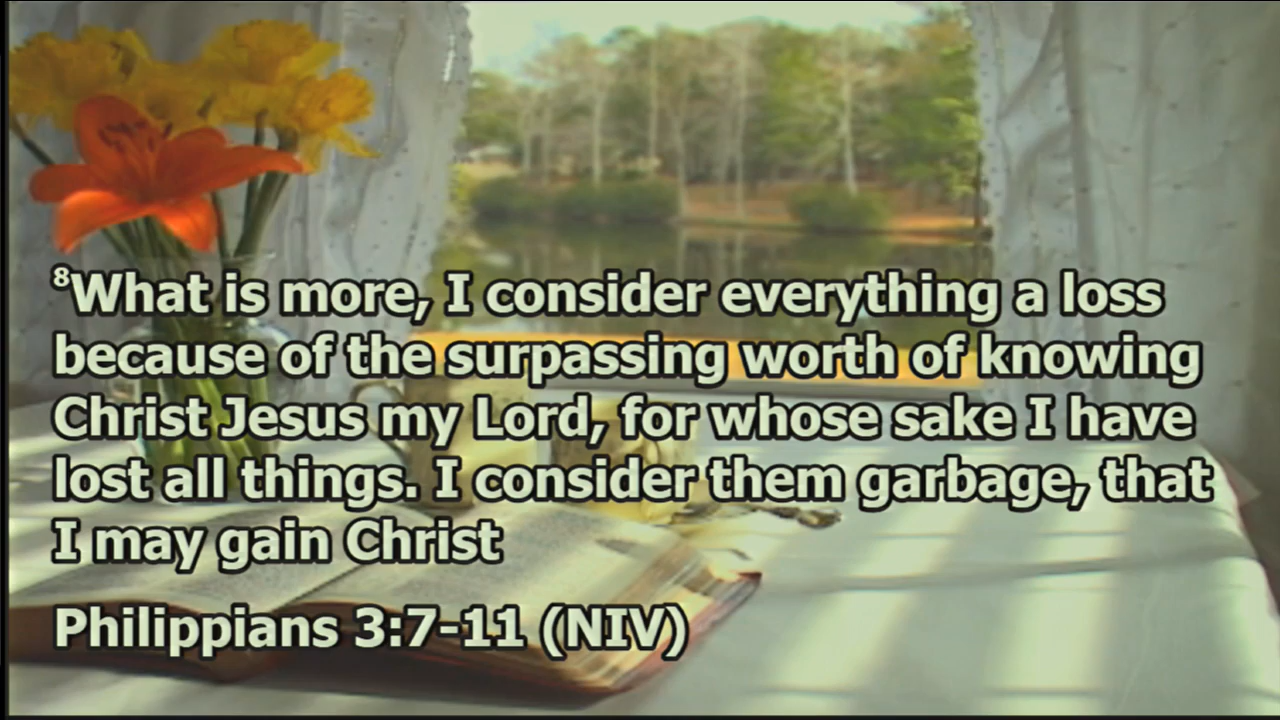 ⁸What is more, I consider everything a loss
because of the surpassing worth of knowing
Christ Jesus my Lord, for whose sake I have
lost all things. I consider them garbage, that
I may gain Christ
Philippians 3:7-11 (NIV)